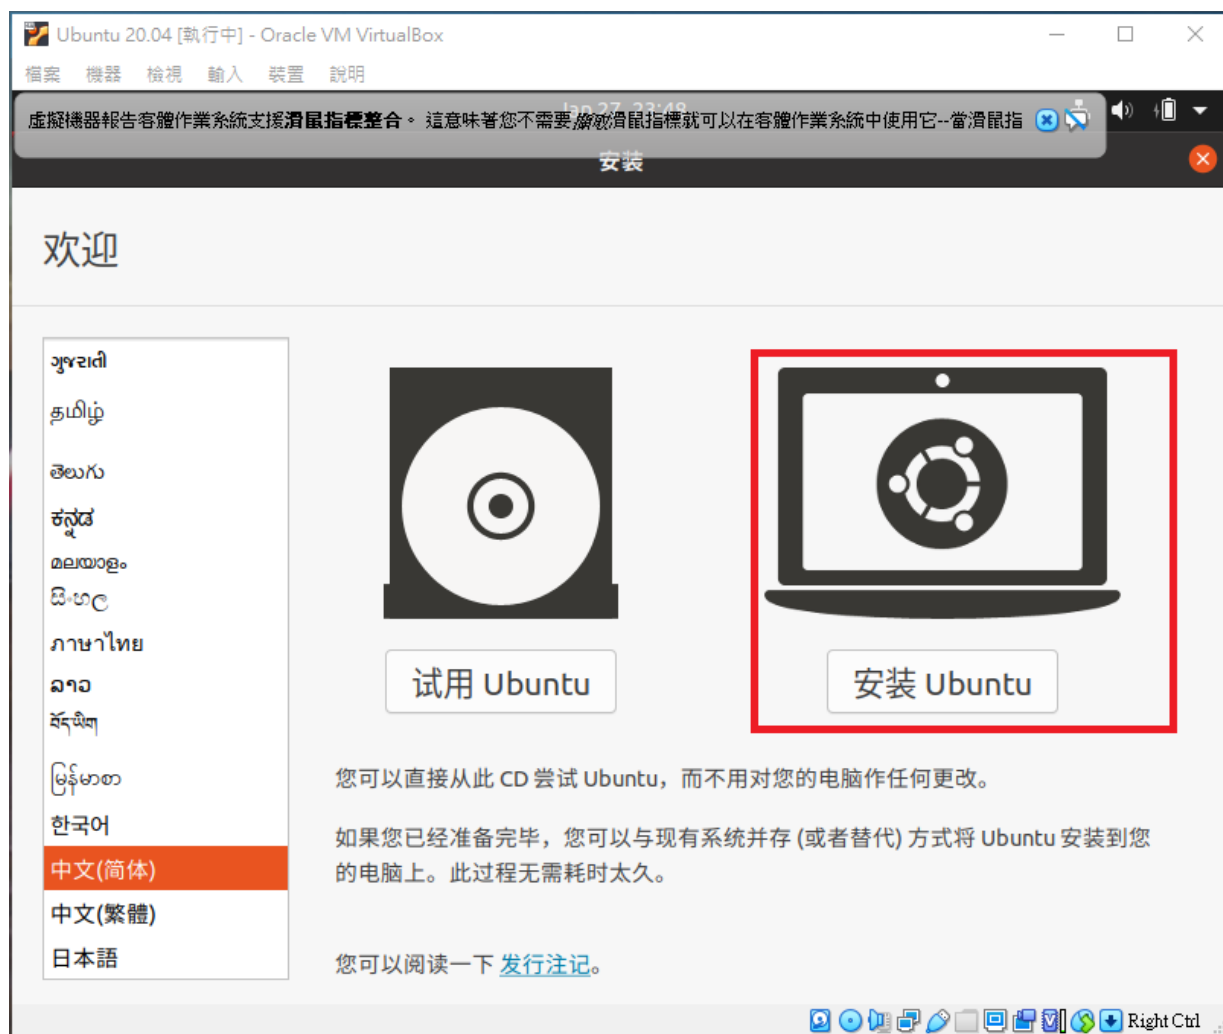 Ubuntu 20.04 [執行中] - Oracle VM VirtualBox
檔案 機器 檢視 輸入 裝置 說明
Jan 27 23:48
虛擬機器報告客體作業系統支援滑鼠指標整合。 這意味著您不需要 滑鼠指標就可以在客體作業系統中使用它--當滑鼠指
安装
欢迎
ગુજરાતી
தமிழ்
తెలుగు
ಕನ್ನಡ
മലയാളം
සිංහල
ภาษาไทย
ລາວ
བོད་ཡིག
မြန်မာစာ
한국어
中文(简体)
中文(繁體)
日本語
试用 Ubuntu
安装 Ubuntu
您可以直接从此 CD 尝试 Ubuntu，而不用对您的电脑作任何更改。
如果您已经准备完毕，您可以与现有系统并存 (或者替代) 方式将 Ubuntu 安装到您
的电脑上。此过程无需耗时太久。
您可以阅读一下 发行注记。
Right Ctrl